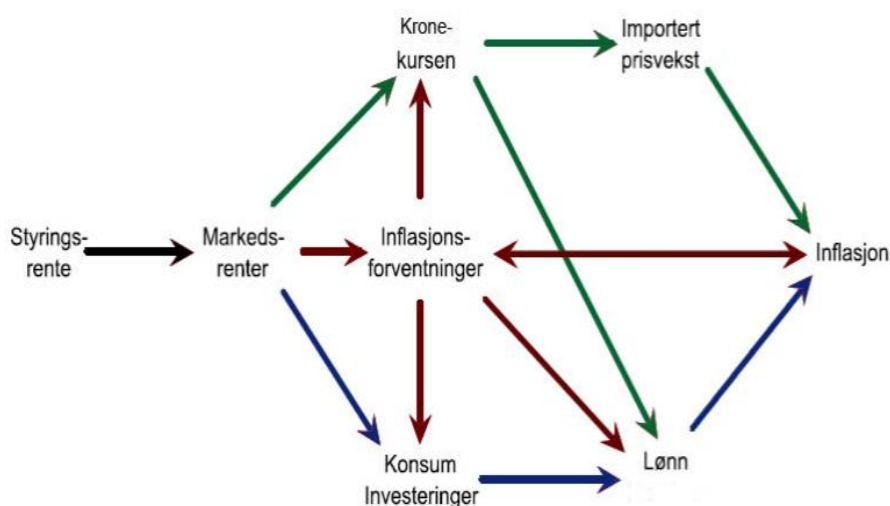 Krone-
kursen
Importert
prisvekst
Styrings-
rente
Markeds-
renter
Inflasjons-
forventninger
Inflasjon
Konsum
Investeringer
Lønn